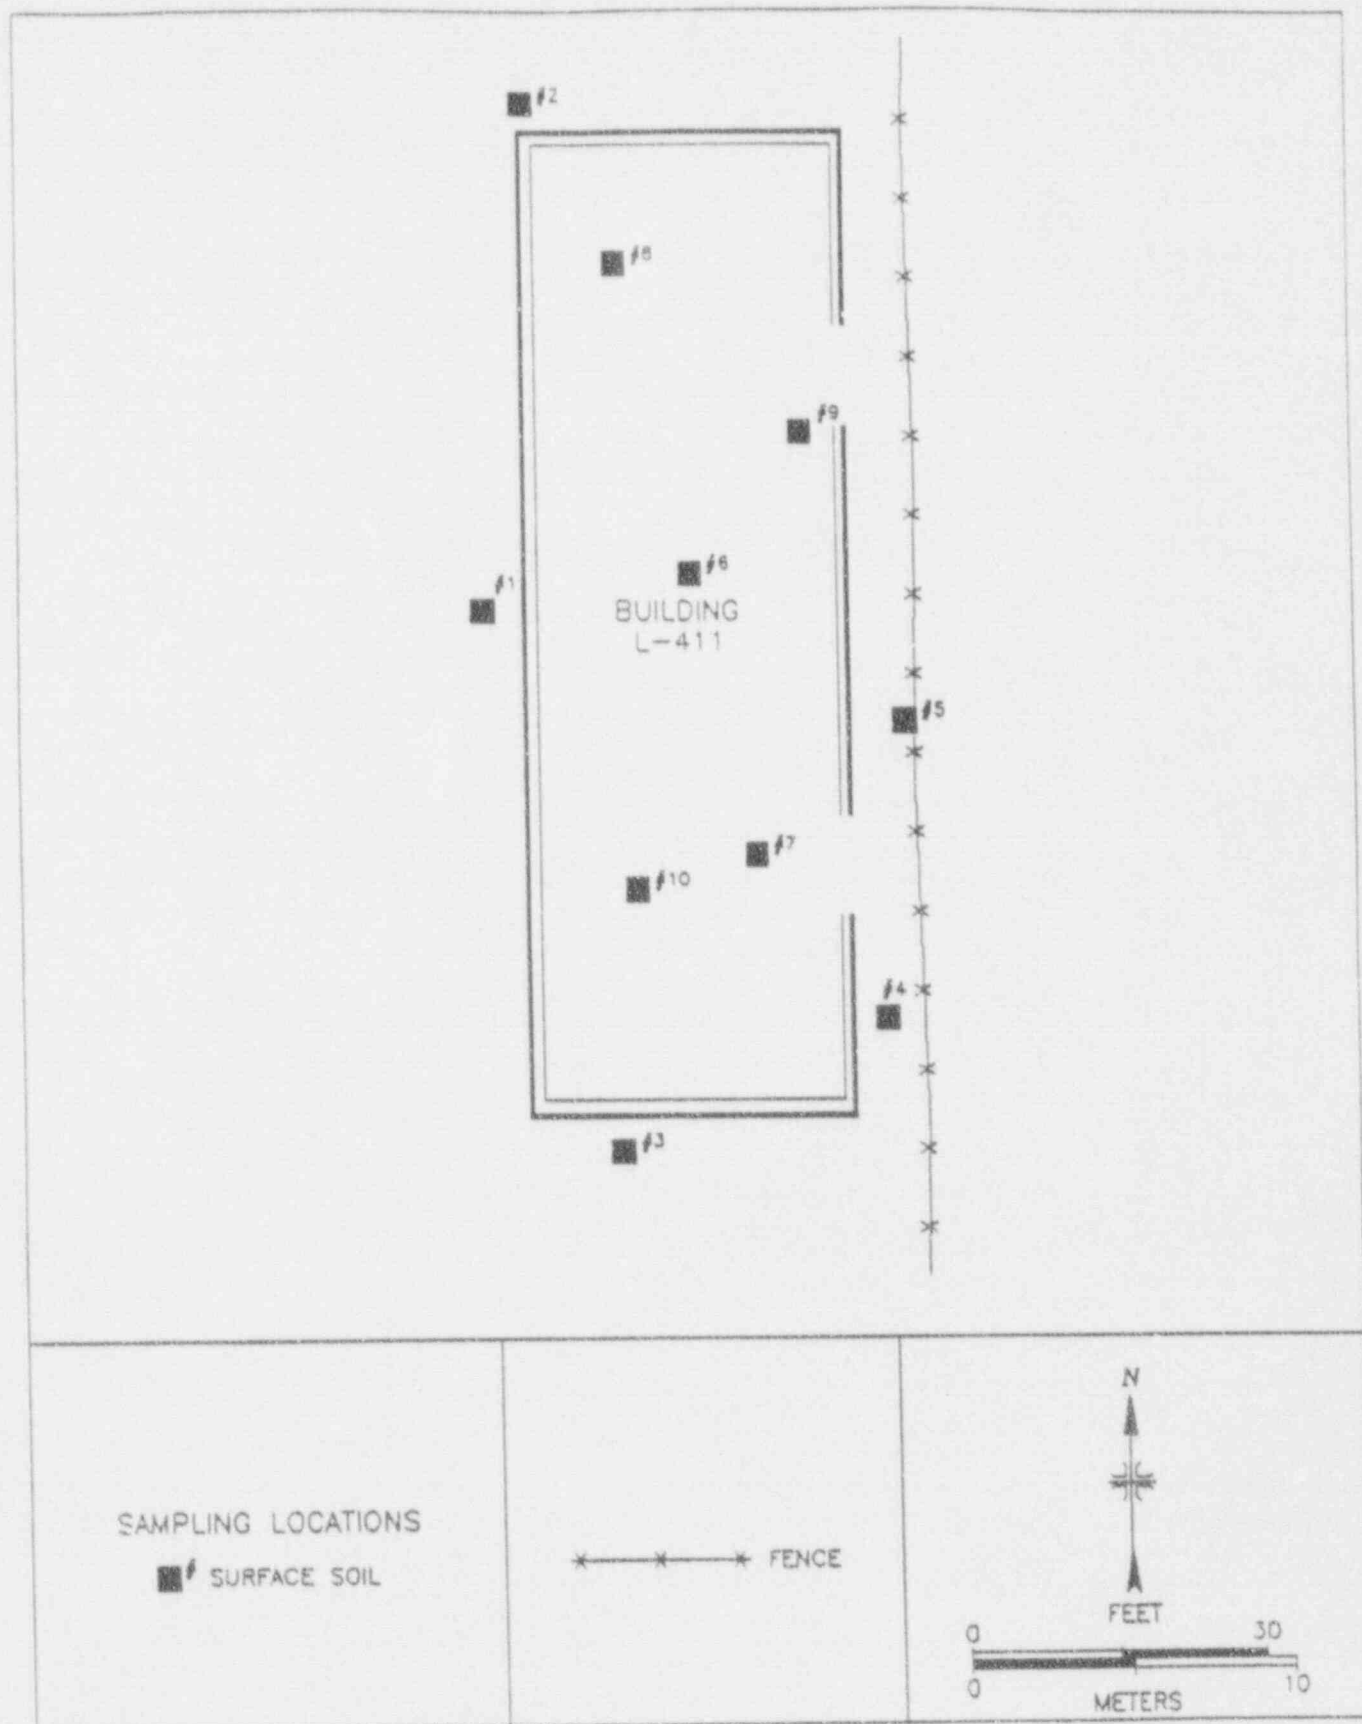 #2
#8
#9
#6
#1
BUILDING
L-411
#5
#7
#10
#4
#3
SAMPLING LOCATIONS
# SURFACE SOIL
FENCE
N
FEET
0 30
0 10
METERS